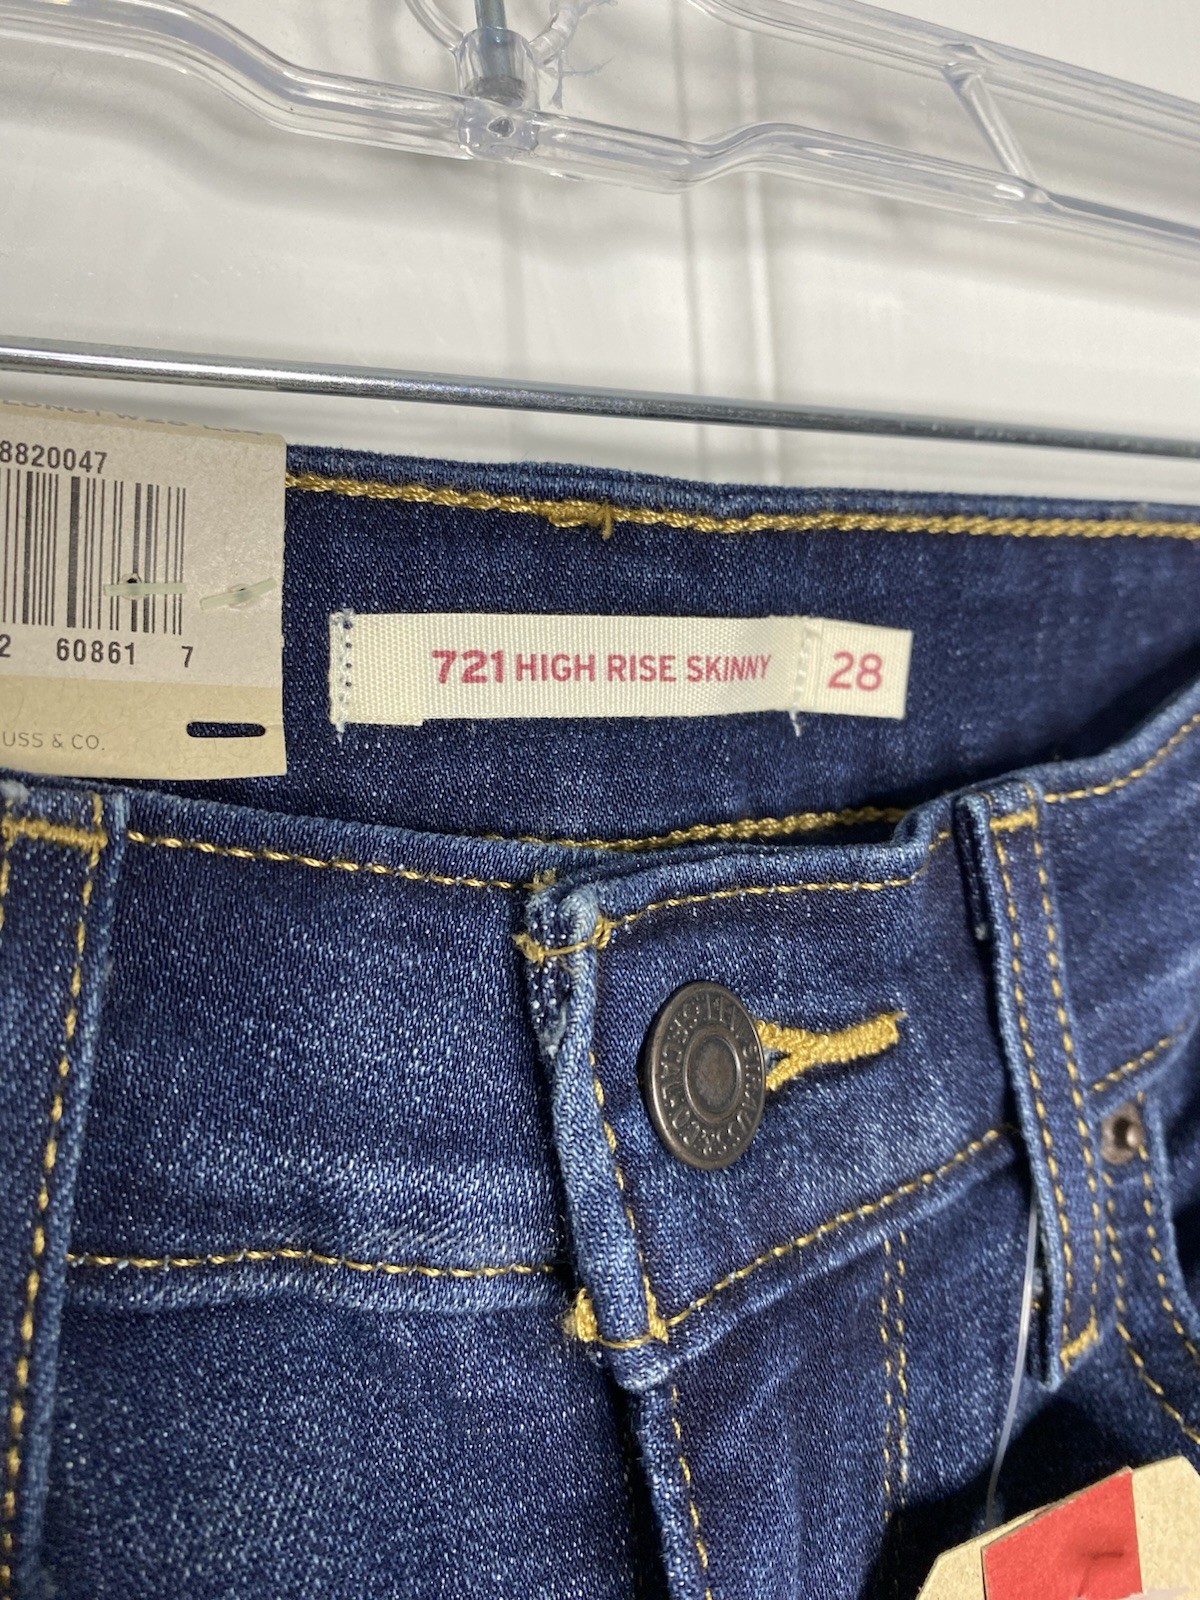 8820047
2 60861 7
USS & CO.
721 HIGH RISE SKINNY 28